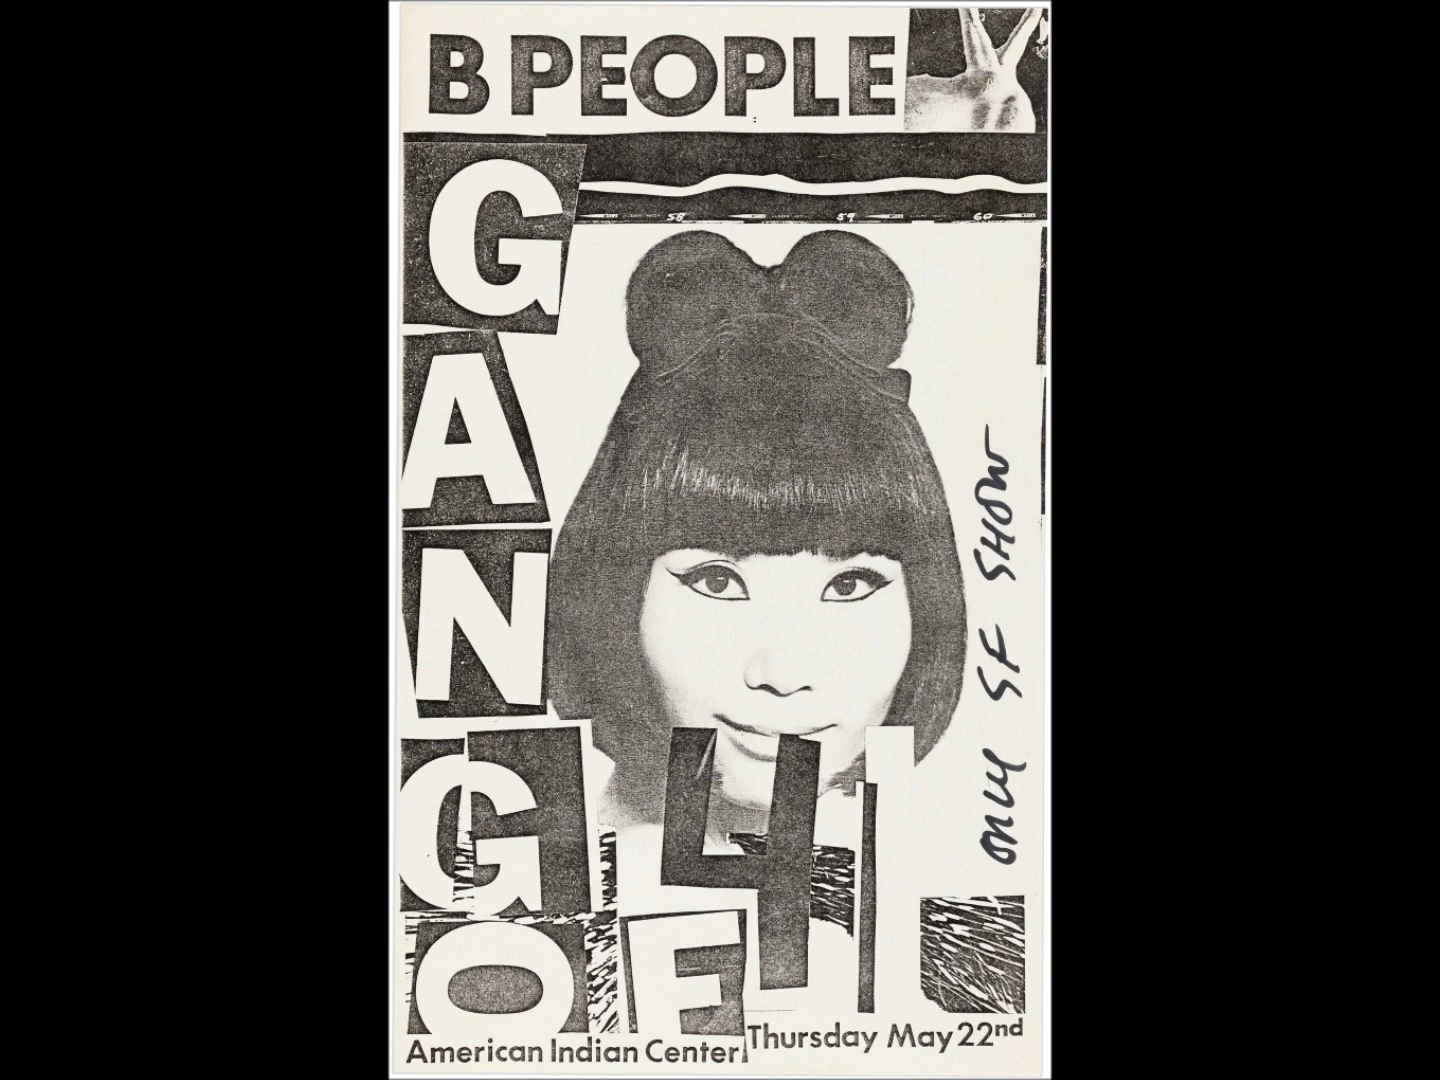 B PEOPLE
58 59 60
GANG
OF 4
ONLY SF SHOW
American Indian Center
Thursday May 22nd